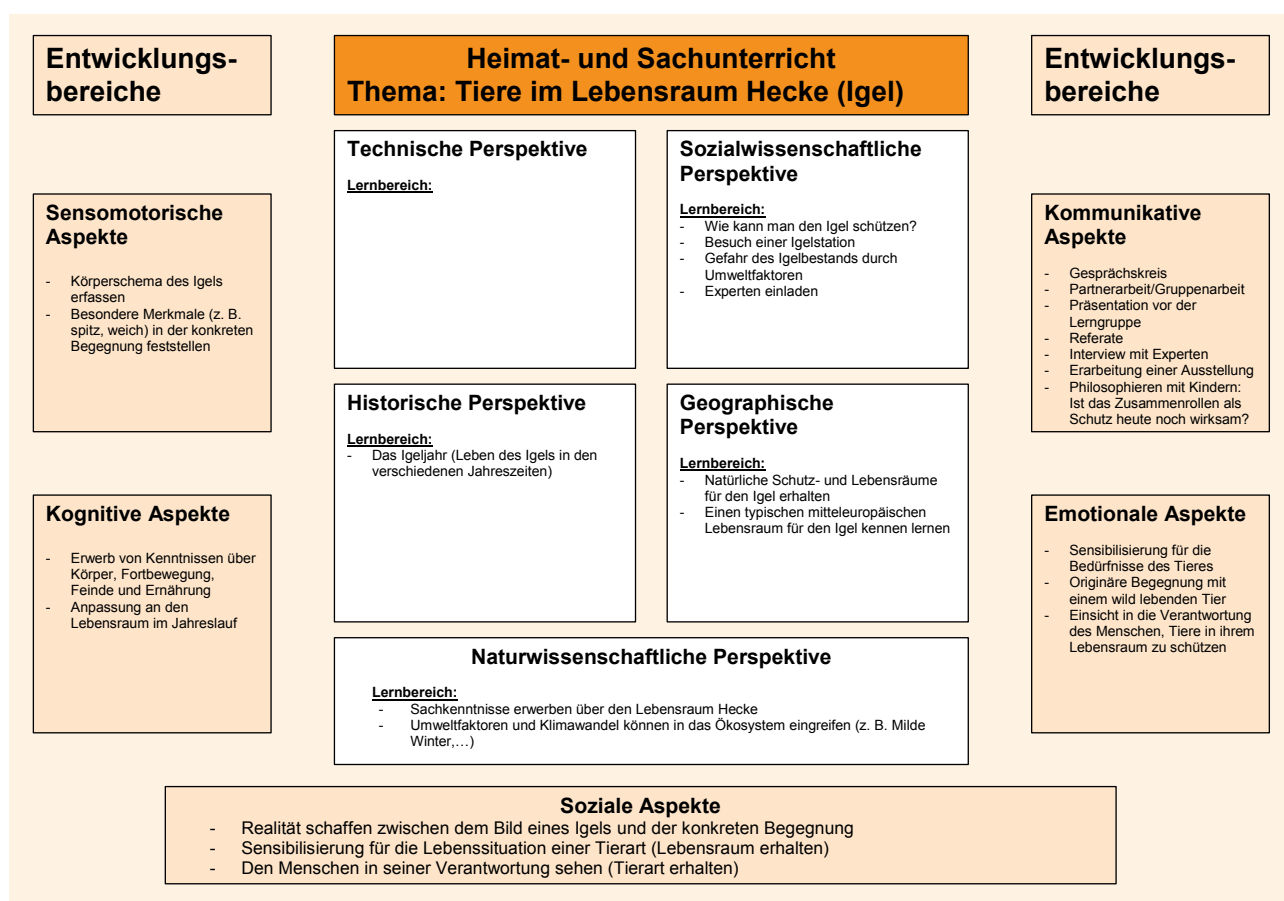 Entwicklungs-
bereiche
Heimat- und Sachunterricht
Thema: Tiere im Lebensraum Hecke (Igel)
Entwicklungs-
bereiche
Sensomotorische
Aspekte
- Körperschema des Igels
erfassen
- Besondere Merkmale (z. B.
spitz, weich) in der konkreten
Begegnung feststellen
Kognitive Aspekte
- Erwerb von Kenntnissen über
Körper, Fortbewegung,
Feinde und Ernährung
- Anpassung an den
Lebensraum im Jahreslauf
Technische Perspektive
Lernbereich:
Sozialwissenschaftliche
Perspektive
Lernbereich:
- Wie kann man den Igel schützen?
- Besuch einer Igelstation
- Gefahr des Igelbestands durch
Umweltfaktoren
- Experten einladen
Historische Perspektive
Lernbereich:
- Das Igeljahr (Leben des Igels in den
verschiedenen Jahreszeiten)
Geographische
Perspektive
Lernbereich:
- Natürliche Schutz- und Lebensräume
für den Igel erhalten
- Einen typischen mitteleuropäischen
Lebensraum für den Igel kennen lernen
Naturwissenschaftliche Perspektive
Lernbereich:
- Sachkenntnisse erwerben über den Lebensraum Hecke
- Umweltfaktoren und Klimawandel können in das Ökosystem eingreifen (z. B. Milde
Winter,…)
Kommunikative
Aspekte
- Gesprächskreis
- Partnerarbeit/Gruppenarbeit
- Präsentation vor der
Lerngruppe
- Referate
- Interview mit Experten
- Erarbeitung einer Ausstellung
- Philosophieren mit Kindern:
Ist das Zusammenrollen als
Schutz heute noch wirksam?
Emotionale Aspekte
- Sensibilisierung für die
Bedürfnisse des Tieres
- Originäre Begegnung mit
einem wild lebenden Tier
- Einsicht in die Verantwortung
des Menschen, Tiere in ihrem
Lebensraum zu schützen
Soziale Aspekte
- Realität schaffen zwischen dem Bild eines Igels und der konkreten Begegnung
- Sensibilisierung für die Lebenssituation einer Tierart (Lebensraum erhalten)
- Den Menschen in seiner Verantwortung sehen (Tierart erhalten)